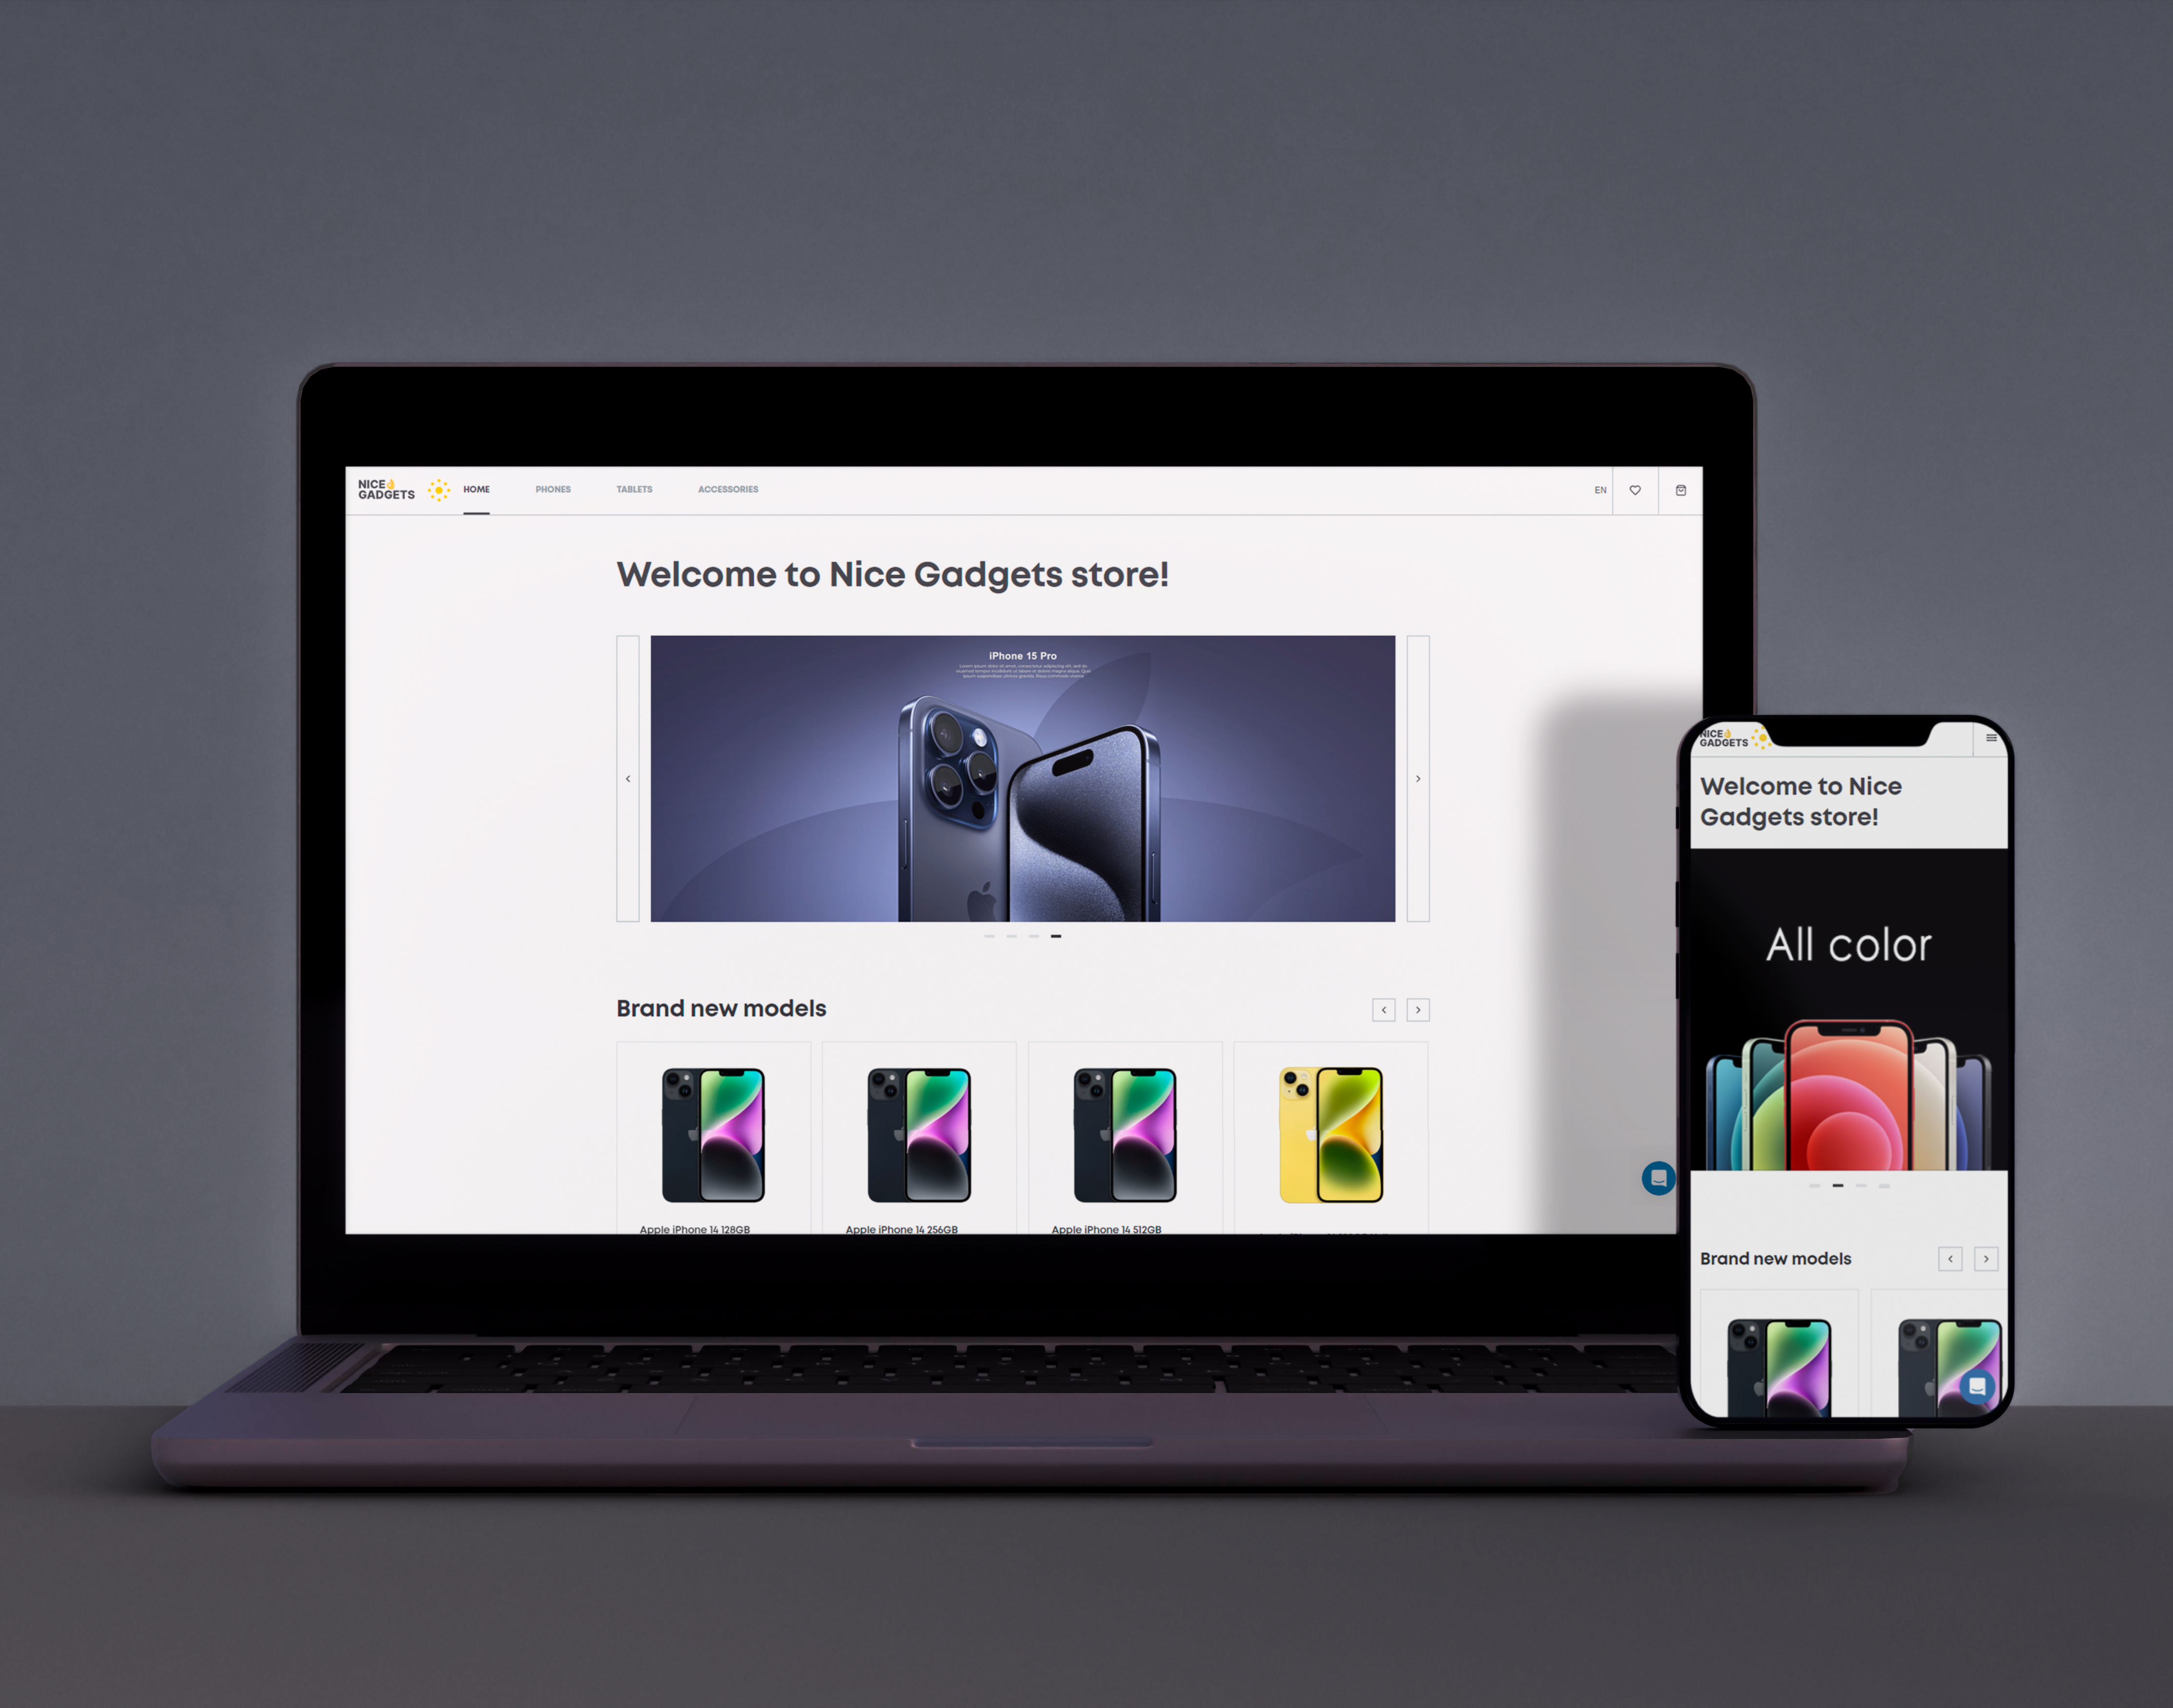 NICE👌
GADGETS
HOME
PHONES
TABLETS
ACCESSORIES
EN
Welcome to Nice Gadgets store!
iPhone 15 Pro
Brand new models
Apple iPhone 14 128GB
Apple iPhone 14 256GB
Apple iPhone 14 512GB
NICE👌
GADGETS
Welcome to Nice
Gadgets store!
All color
Brand new models